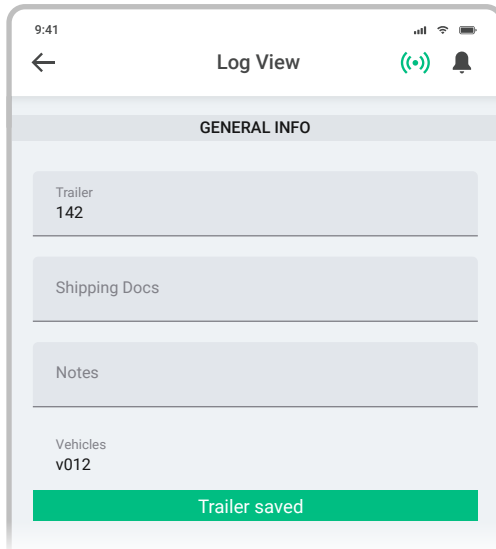 9:41
Log View
GENERAL INFO
Trailer
142
Shipping Docs
Notes
Vehicles
v012
Trailer saved